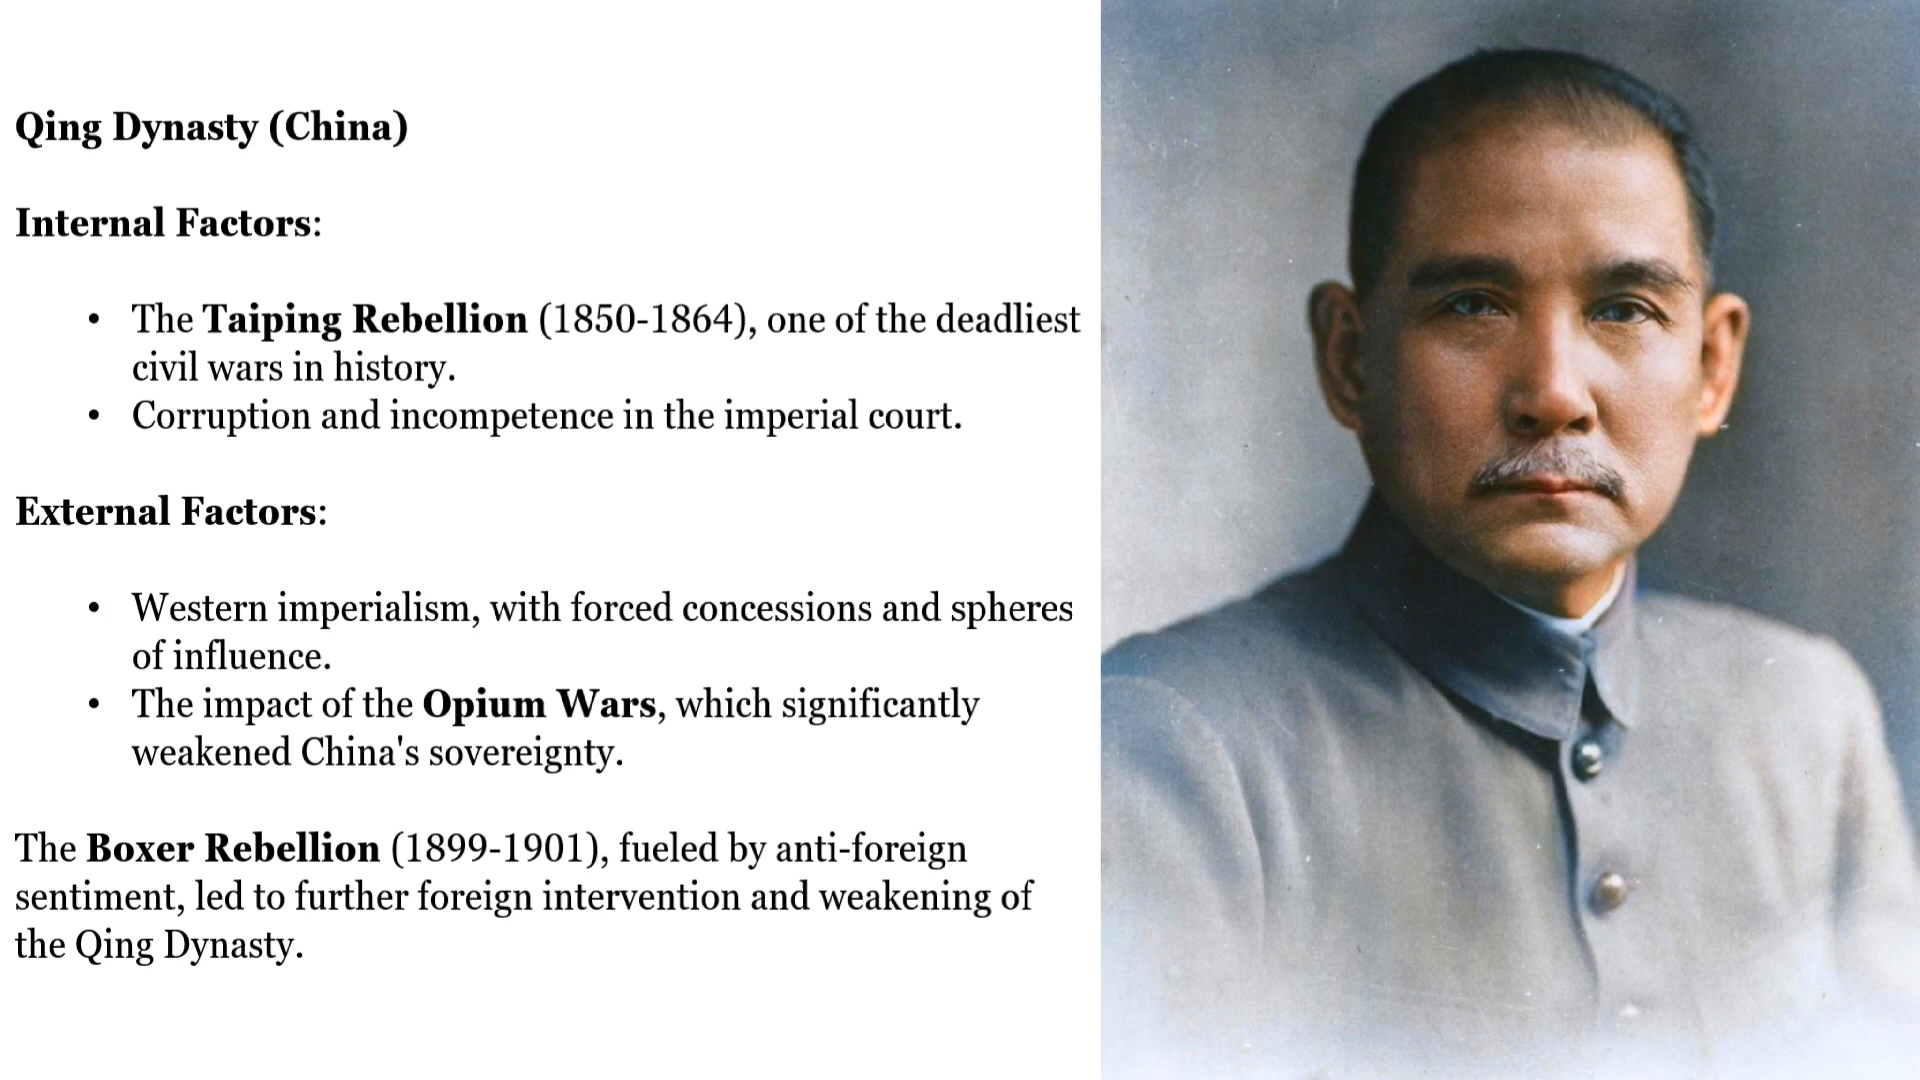 Qing Dynasty (China)
Internal Factors:
• The Taiping Rebellion (1850-1864), one of the deadliest
civil wars in history.
• Corruption and incompetence in the imperial court.
External Factors:
• Western imperialism, with forced concessions and spheres
of influence.
• The impact of the Opium Wars, which significantly
weakened China's sovereignty.
The Boxer Rebellion (1899-1901), fueled by anti-foreign
sentiment, led to further foreign intervention and weakening of
the Qing Dynasty.